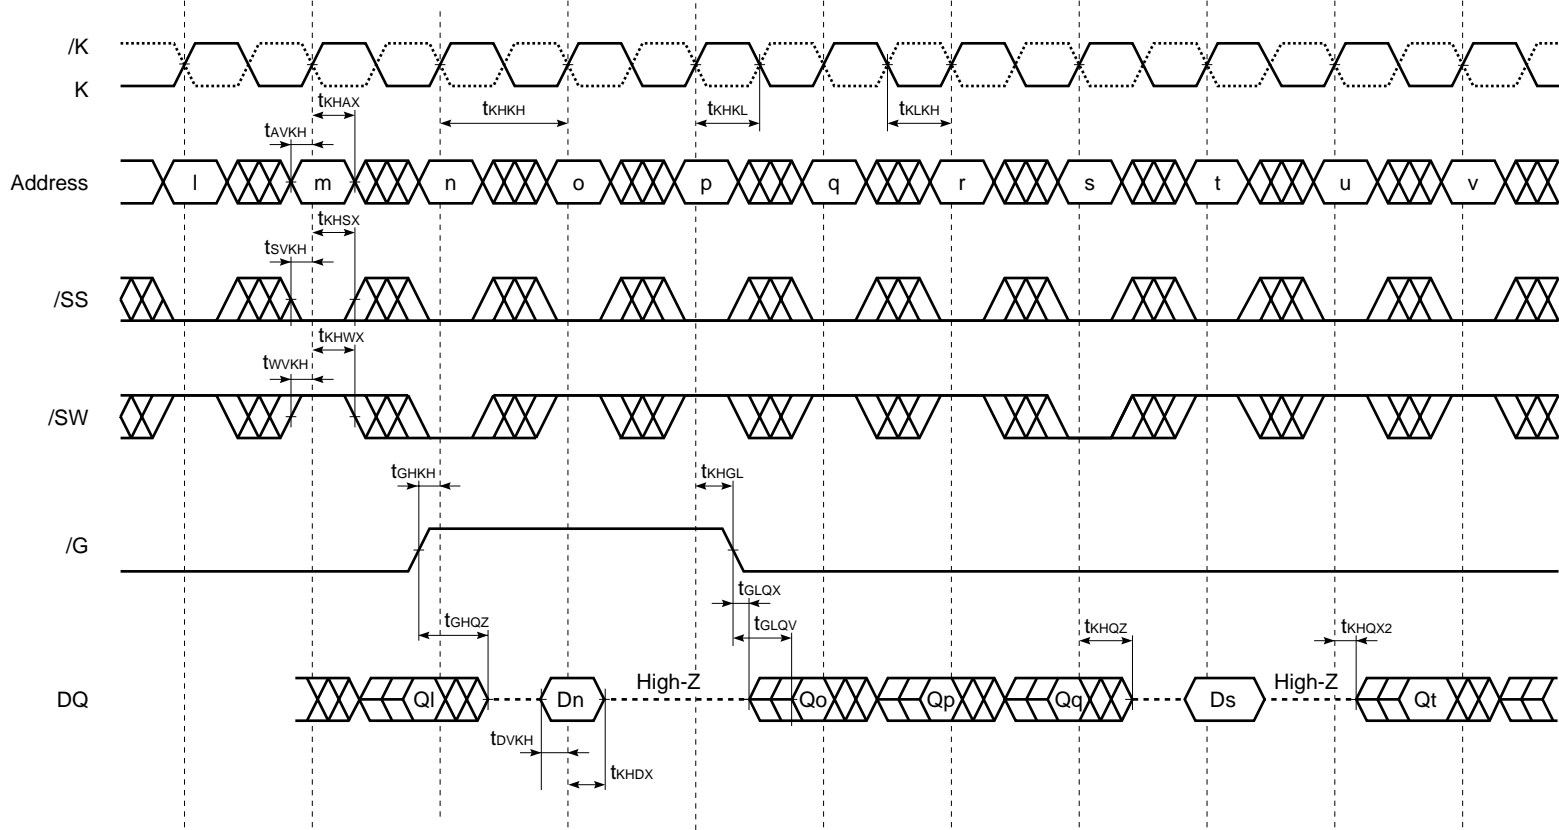 /K
K
tKHAX
tKHKH
tKHKL
tKLKH
tAVKH
Address
l m n o p q r s t u v
tKHSX
tSVKH
/SS
tKHWX
tWVKH
/SW
tGHKH
tKHGL
/G
tGLQX
tGHQZ
tGLQV
tKHQZ
tKHQX2
High-Z
High-Z
DQ
Ql Dn Qo Qp Qq Ds Qt
tDVKH
tKHDX